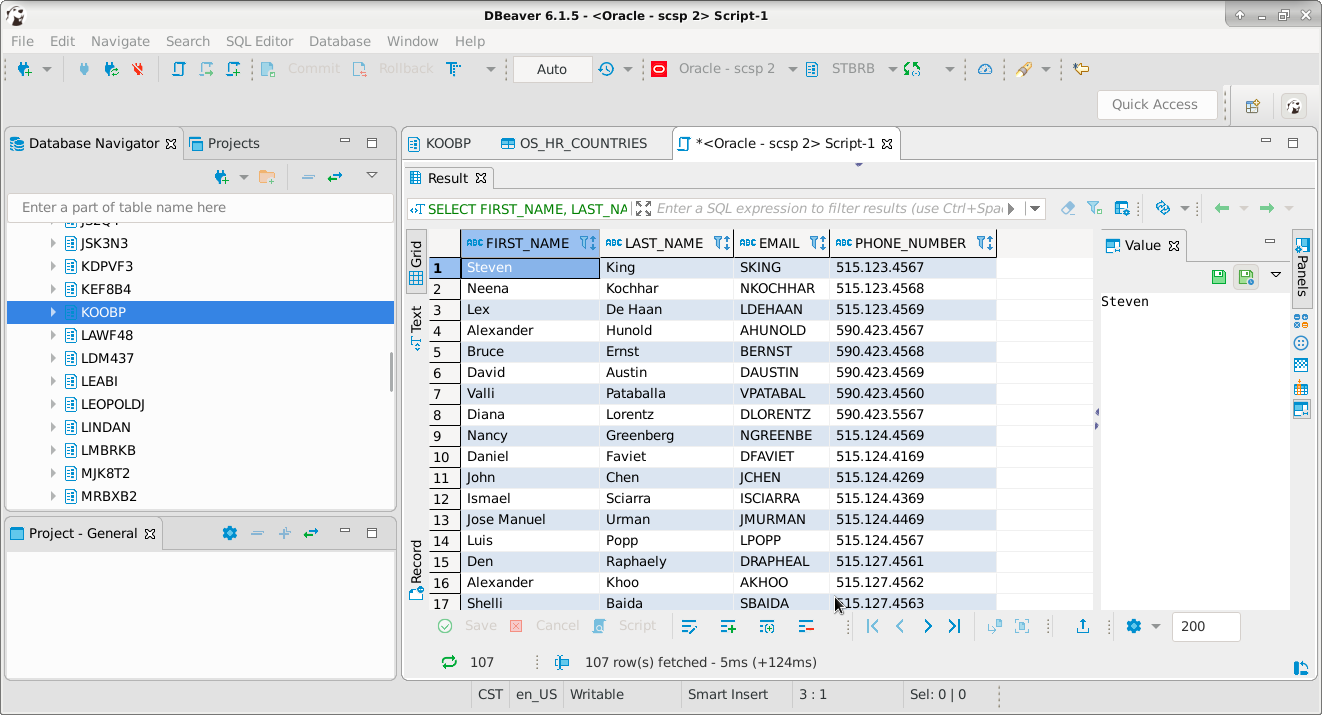 DBeaver 6.1.5 - <Oracle - scsp 2> Script-1
File Edit Navigate Search SQL Editor Database Window Help
Commit Rollback Auto Oracle - scsp 2 STBRB
Quick Access
Database Navigator Projects
Enter a part of table name here
JSK3N3
KDPVF3
KEF8B4
KOOBP
LAWF48
LDM437
LEABI
LEOPOLDJ
LINDAN
LMBRKB
MJK8T2
MRBXB2
Project - General
KOOBP OS_HR_COUNTRIES *<Oracle - scsp 2> Script-1
Result
SELECT FIRST_NAME, LAST_NA Enter a SQL expression to filter results (use Ctrl+Spac
Grid
Text
Record
FIRST_NAME LAST_NAME EMAIL PHONE_NUMBER
1 Steven King SKING 515.123.4567
2 Neena Kochhar NKOCHHAR 515.123.4568
3 Lex De Haan LDEHAAN 515.123.4569
4 Alexander Hunold AHUNOLD 590.423.4567
5 Bruce Ernst BERNST 590.423.4568
6 David Austin DAUSTIN 590.423.4569
7 Valli Pataballa VPATABAL 590.423.4560
8 Diana Lorentz DLORENTZ 590.423.5567
9 Nancy Greenberg NGREENBE 515.124.4569
10 Daniel Faviet DFAVIET 515.124.4169
11 John Chen JCHEN 515.124.4269
12 Ismael Sciarra ISCIARRA 515.124.4369
13 Jose Manuel Urman JMURMAN 515.124.4469
14 Luis Popp LPOPP 515.124.4567
15 Den Raphaely DRAPHEAL 515.127.4561
16 Alexander Khoo AKHOO 515.127.4562
17 Shelli Baida SBAIDA 515.127.4563
Value
Steven
Panels
Save Cancel Script 200
107 107 row(s) fetched - 5ms (+124ms)
CST en_US Writable Smart Insert 3 : 1 Sel: 0 | 0